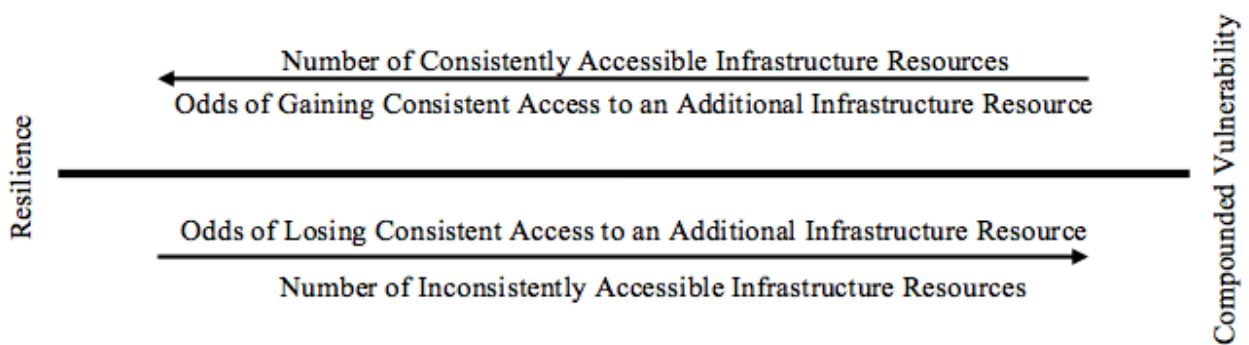 Resilience
Number of Consistently Accessible Infrastructure Resources
Odds of Gaining Consistent Access to an Additional Infrastructure Resource
Odds of Losing Consistent Access to an Additional Infrastructure Resource
Number of Inconsistently Accessible Infrastructure Resources
Compounded Vulnerability